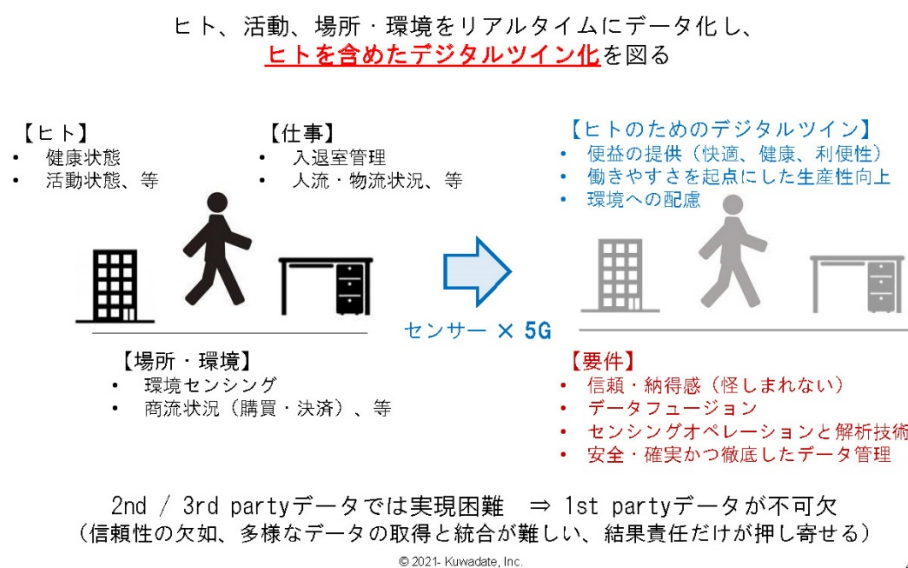 ヒト、活動、場所・環境をリアルタイムにデータ化し、
ヒトを含めたデジタルツイン化を図る
【ヒト】
• 健康状態
• 活動状態、等
【仕事】
• 入退室管理
• 人流・物流状況、等
【ヒトのためのデジタルツイン】
• 便益の提供（快適、健康、利便性）
• 働きやすさを起点にした生産性向上
• 環境への配慮
センサー × 5G
【場所・環境】
• 環境センシング
• 商流状況（購買・決済）、等
【要件】
• 信頼・納得感（怪しまれない）
• データフュージョン
• センシングオペレーションと解析技術
• 安全・確実かつ徹底したデータ管理
2nd / 3rd partyデータでは実現困難 ⇒ 1st partyデータが不可欠
（信頼性の欠如、多様なデータの取得と統合が難しい、結果責任だけが押し寄せる）
© 2021- Kuwadate, Inc.